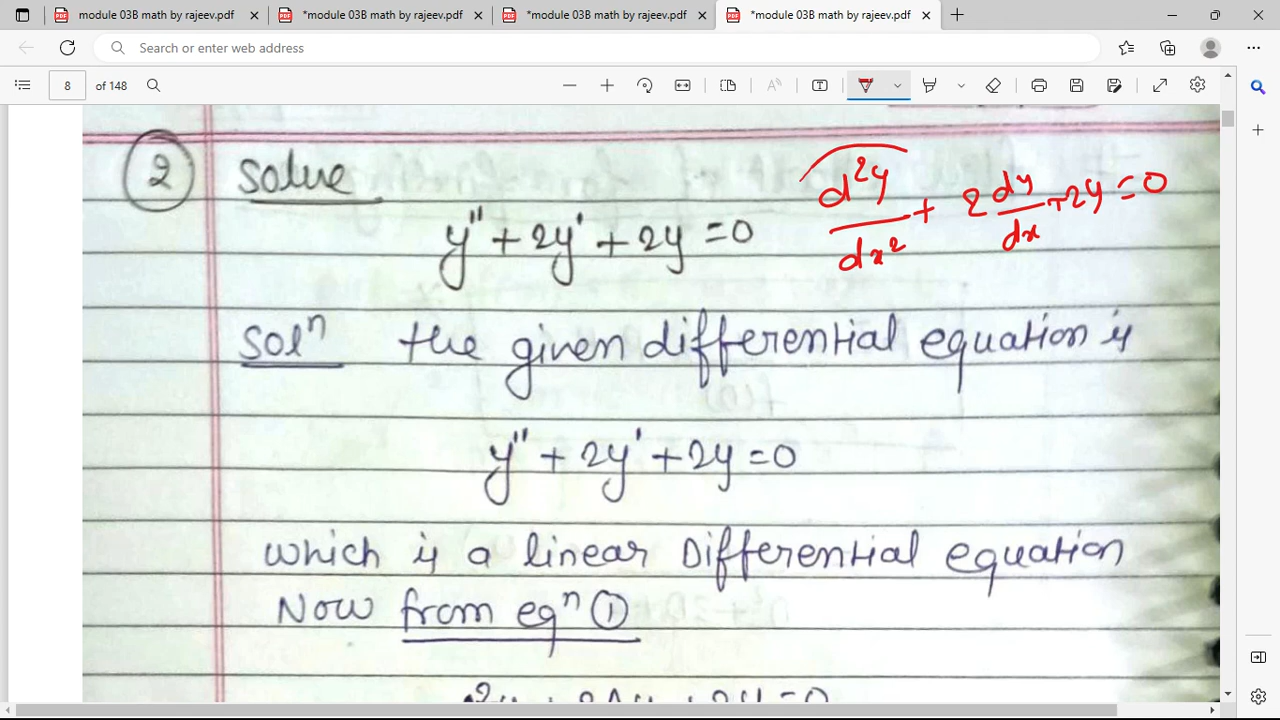 module 03B math by rajeev.pdf
*module 03B math by rajeev.pdf
*module 03B math by rajeev.pdf
*module 03B math by rajeev.pdf
Search or enter web address
8 of 148
2 Solve
y'' + 2y' + 2y = 0
d²y/dx² + 2 dy/dx + 2y = 0
Solⁿ the given differential equation is
y'' + 2y' + 2y = 0
which is a linear Differential equation
Now from eqⁿ ①